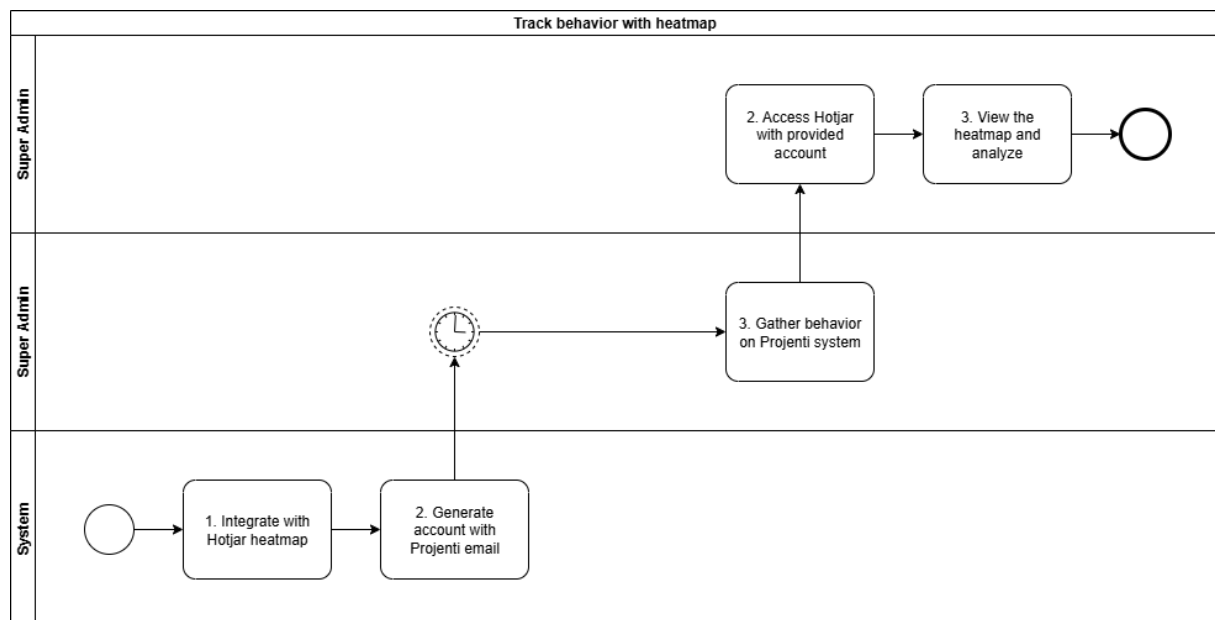 Track behavior with heatmap
Super Admin
2. Access Hotjar
with provided
account
3. View the
heatmap and
analyze
Super Admin
3. Gather behavior
on Projenti system
System
1. Integrate with
Hotjar heatmap
2. Generate
account with
Projenti email